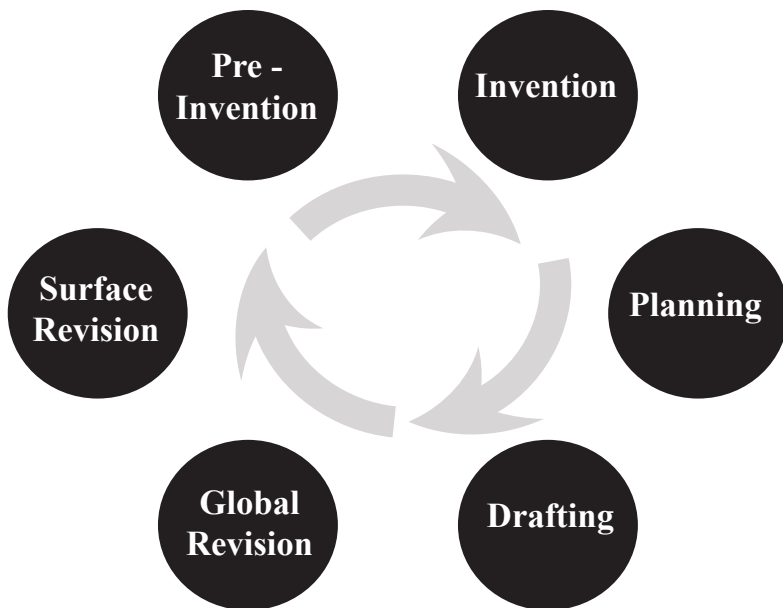 Pre -
Invention
Invention
Planning
Drafting
Global
Revision
Surface
Revision